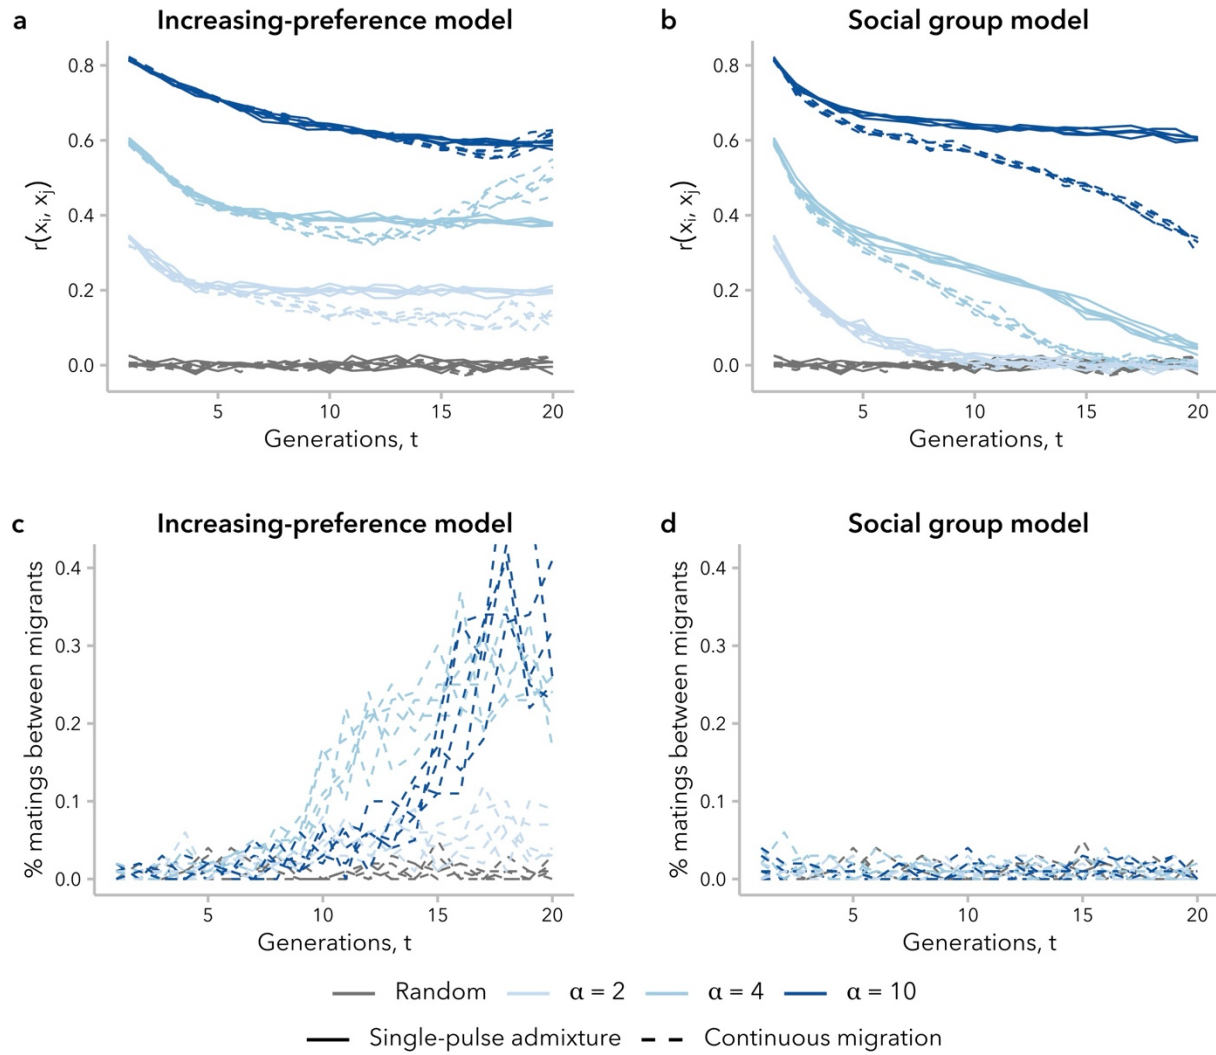 a Increasing-preference model
b Social group model
r(xᵢ, xⱼ)
0.8
0.6
0.4
0.2
0.0
5 10 15 20
Generations, t
r(xᵢ, xⱼ)
0.8
0.6
0.4
0.2
0.0
5 10 15 20
Generations, t
c Increasing-preference model
d Social group model
% matings between migrants
0.4
0.3
0.2
0.1
0.0
5 10 15 20
Generations, t
% matings between migrants
0.4
0.3
0.2
0.1
0.0
5 10 15 20
Generations, t
Random α = 2 α = 4 α = 10
Single-pulse admixture Continuous migration